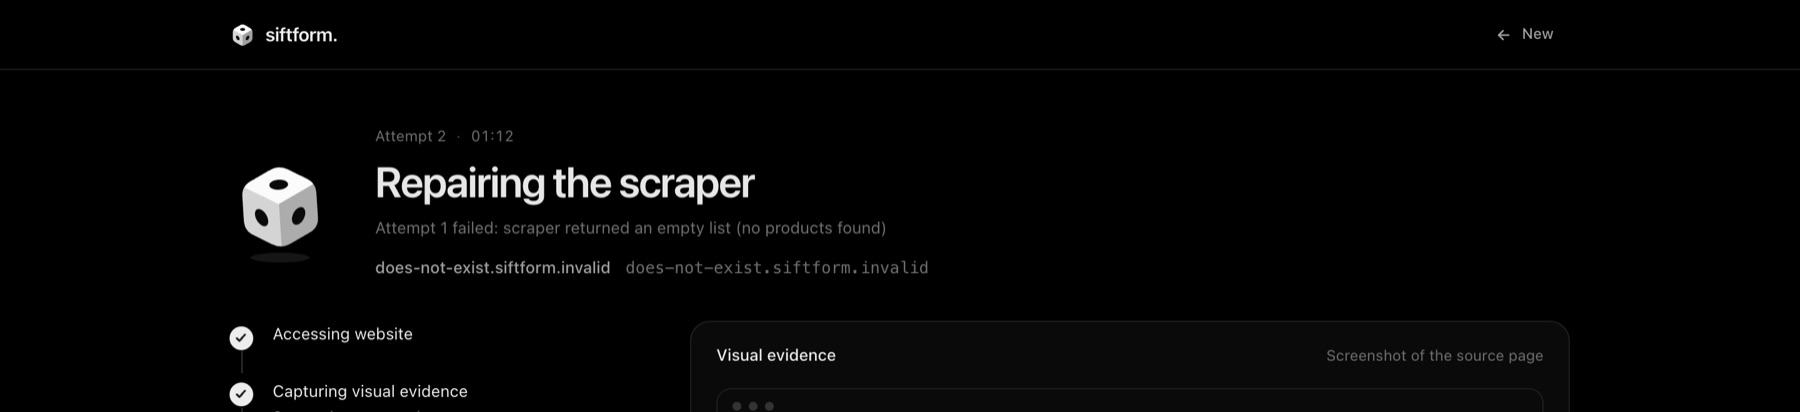 siftform.
← New
Attempt 2 · 01:12
Repairing the scraper
Attempt 1 failed: scraper returned an empty list (no products found)
does-not-exist.siftform.invalid does-not-exist.siftform.invalid
Accessing website
Visual evidence
Screenshot of the source page
Capturing visual evidence